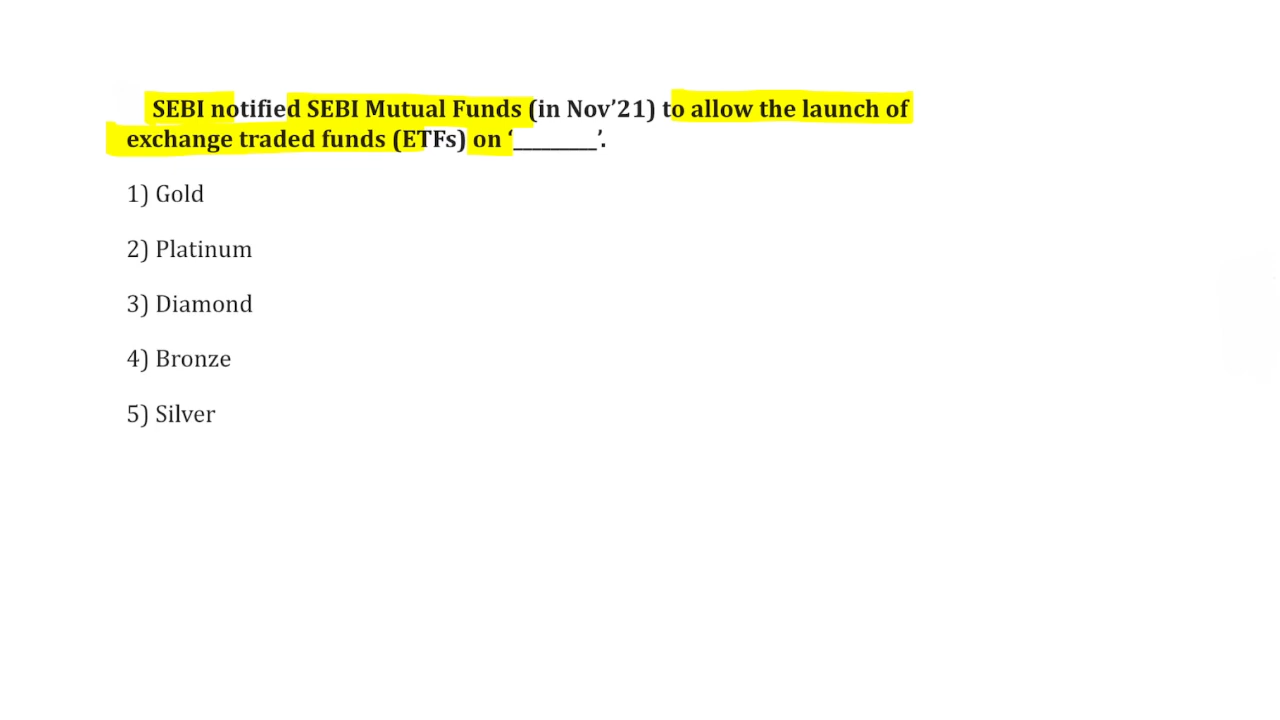 SEBI notified SEBI Mutual Funds (in Nov’21) to allow the launch of
exchange traded funds (ETFs) on ‘_________’.
1) Gold
2) Platinum
3) Diamond
4) Bronze
5) Silver